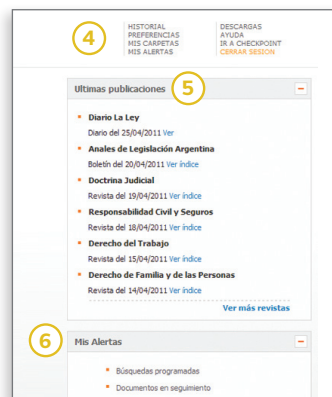 4
HISTORIAL
PREFERENCIAS
MIS CARPETAS
MIS ALERTAS
DESCARGAS
AYUDA
IR A CHECKPOINT
CERRAR SESION
Ultimas publicaciones 5
Diario La Ley
Diario del 25/04/2011 Ver
Anales de Legislación Argentina
Boletín del 20/04/2011 Ver índice
Doctrina Judicial
Revista del 19/04/2011 Ver índice
Responsabilidad Civil y Seguros
Revista del 18/04/2011 Ver índice
Derecho del Trabajo
Revista del 15/04/2011 Ver índice
Derecho de Familia y de las Personas
Revista del 14/04/2011 Ver índice
Ver más revistas
6 Mis Alertas
Búsquedas programadas
Documentos en seguimiento